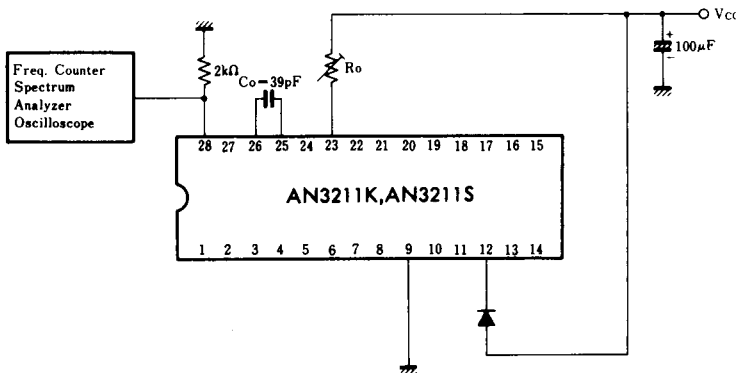 Vcc
100μF
+
−
2kΩ
Co=39pF
Ro
Freq. Counter
Spectrum
Analyzer
Oscilloscope
28 27 26 25 24 23 22 21 20 19 18 17 16 15
AN3211K,AN3211S
1 2 3 4 5 6 7 8 9 10 11 12 13 14